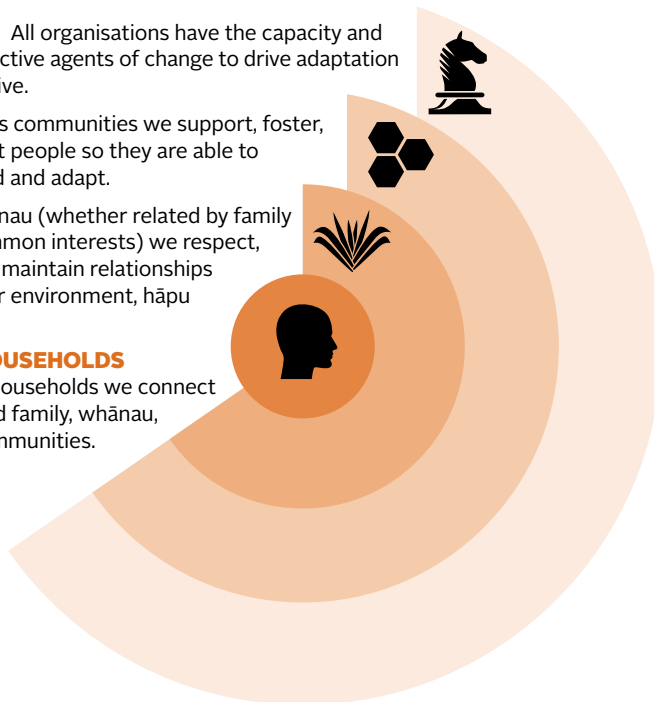 All organisations have the capacity and
ctive agents of change to drive adaptation
ive.
s communities we support, foster,
t people so they are able to
d and adapt.
nau (whether related by family
mmon interests) we respect,
maintain relationships
r environment, hāpu
OUSEHOLDS
ouseholds we connect
d family, whānau,
mmunities.